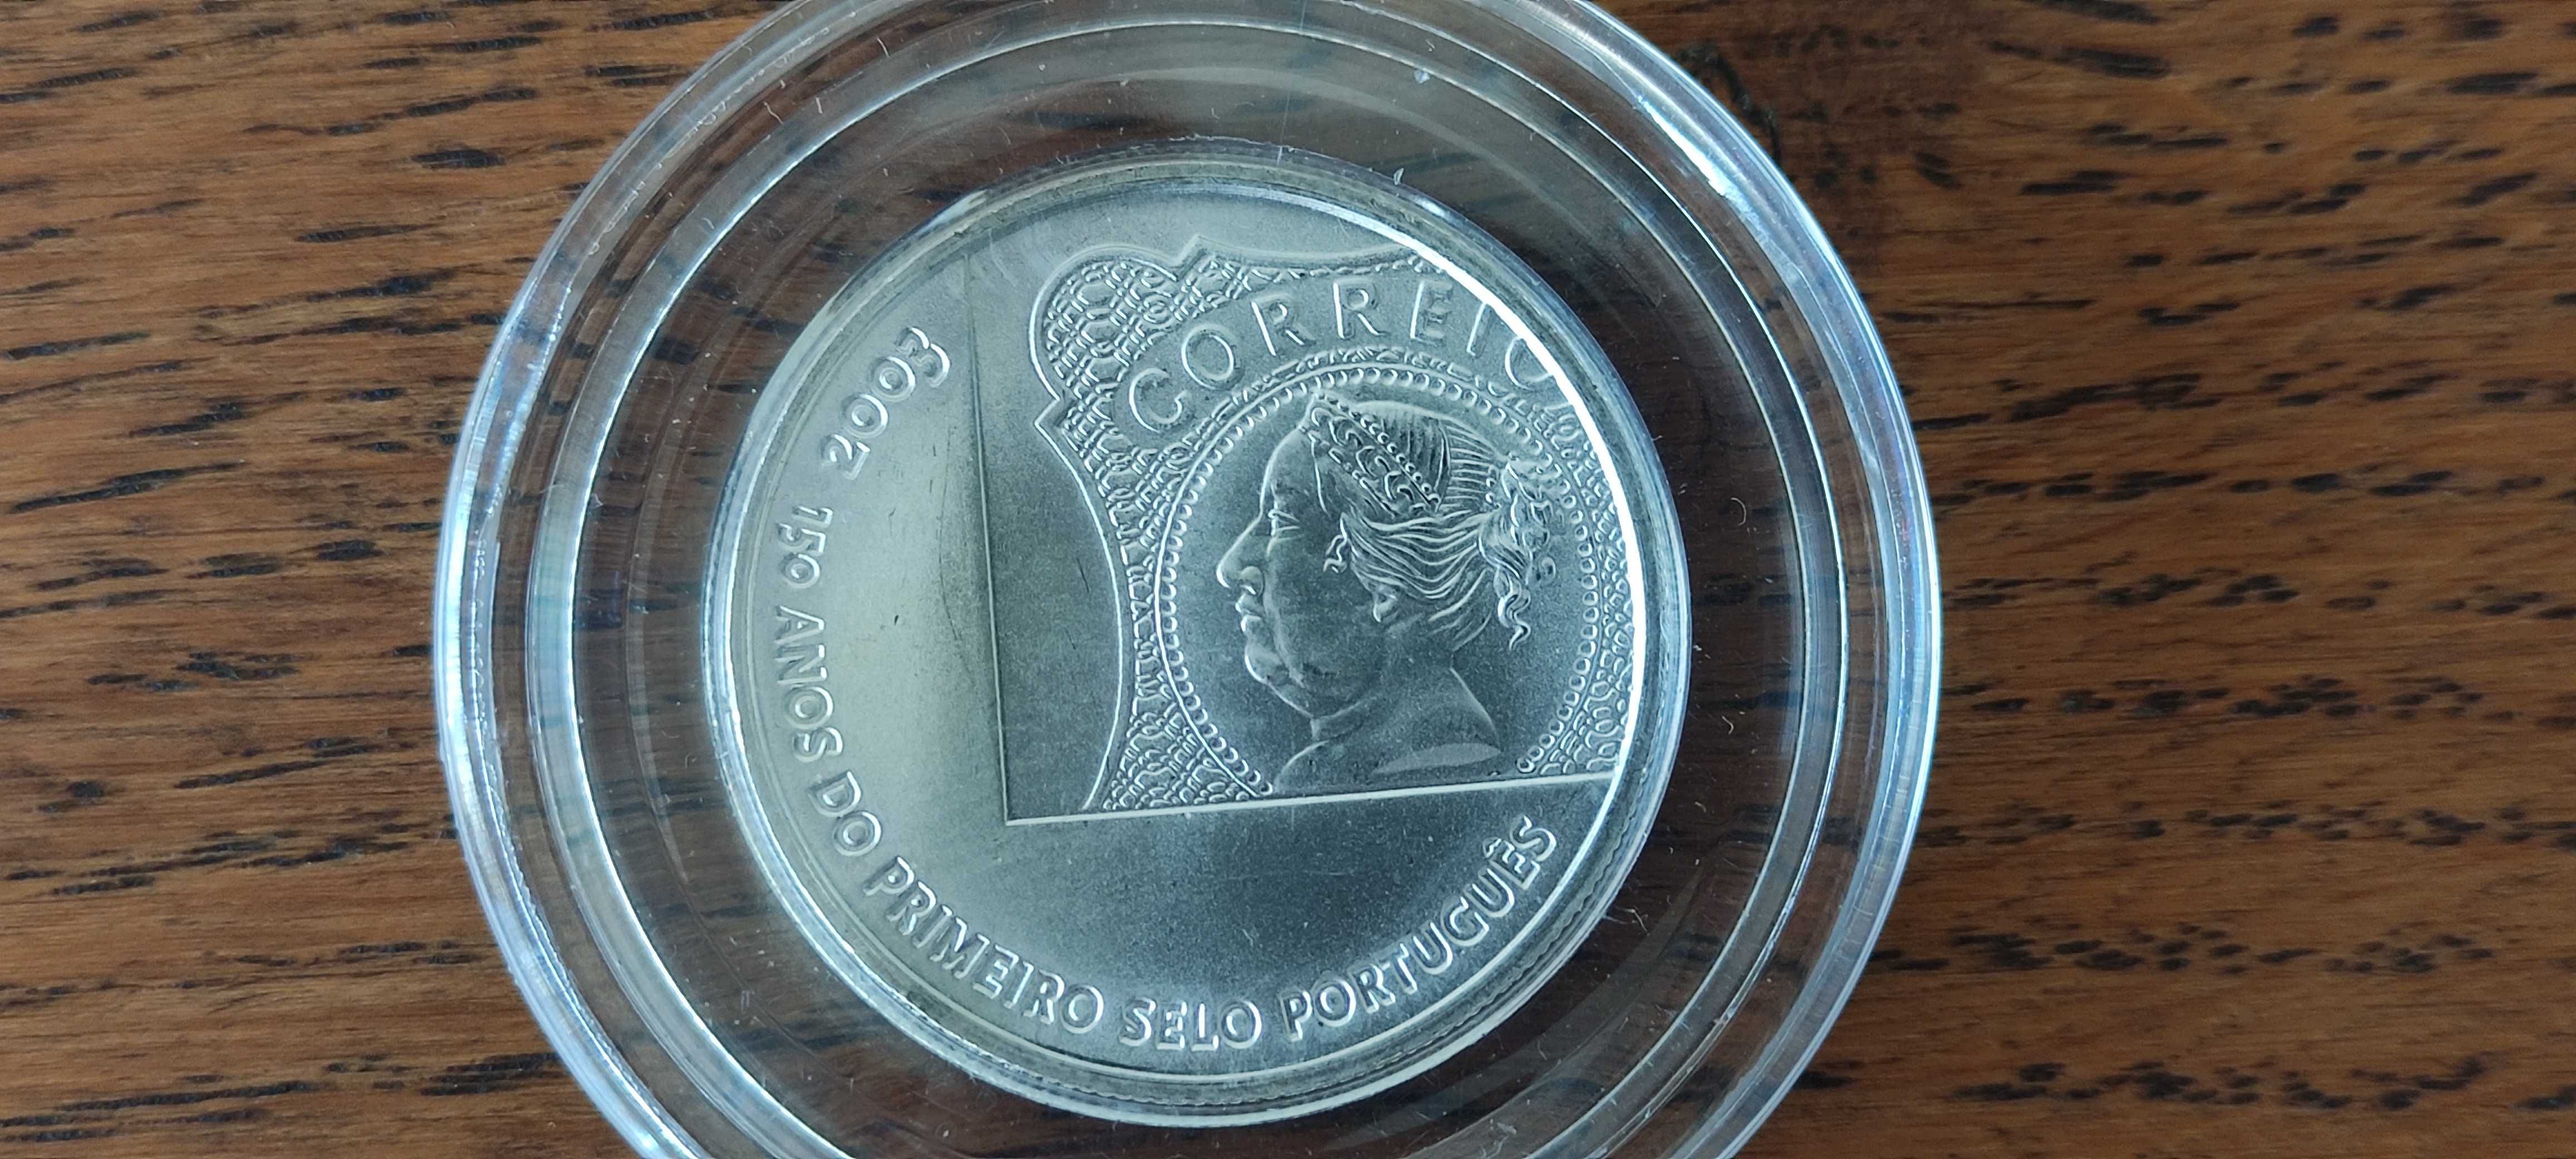 CORREIO
2003
150 ANOS DO PRIMEIRO SELO PORTUGUÊS